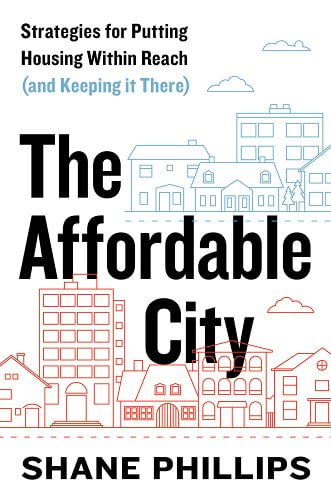 Strategies for Putting
Housing Within Reach
(and Keeping it There)
The
Affordable
City
SHANE PHILLIPS